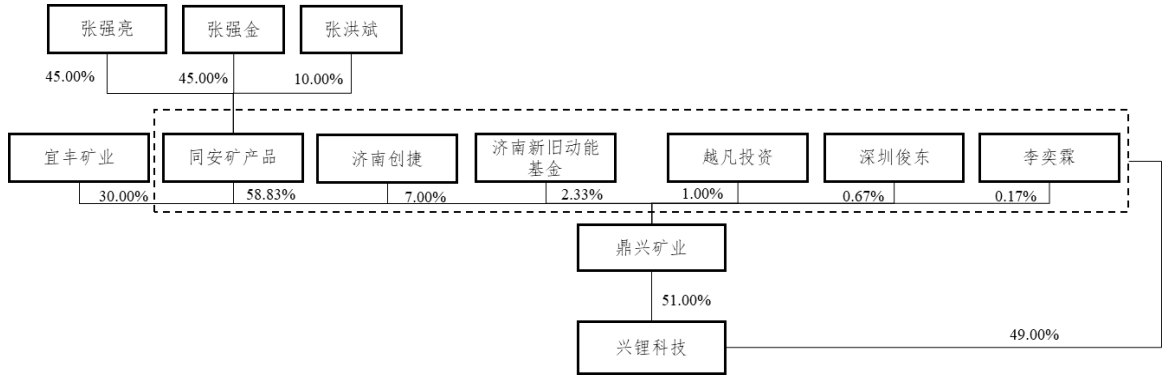 张强亮
张强金
张洪斌
45.00%
45.00%
10.00%
宜丰矿业
同安矿产品
济南创捷
济南新旧动能
基金
越凡投资
深圳俊东
李奕霖
30.00%
58.83%
7.00%
2.33%
1.00%
0.67%
0.17%
鼎兴矿业
51.00%
49.00%
兴锂科技